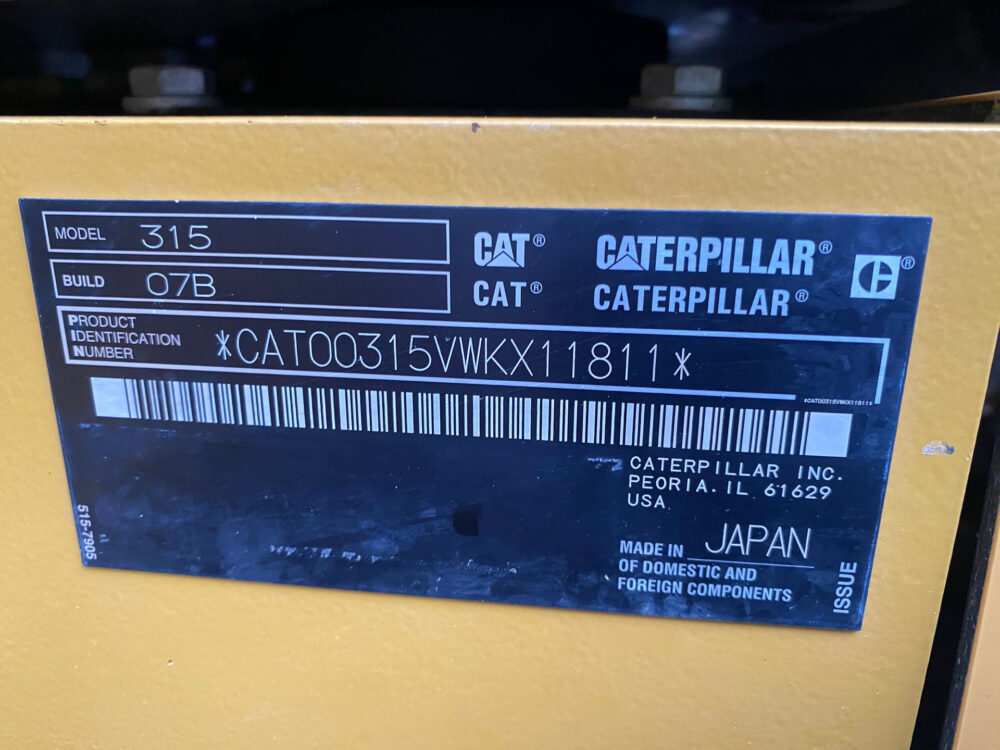 MODEL 315
BUILD 07B
CAT® CATERPILLAR®
CAT® CATERPILLAR®
PRODUCT
IDENTIFICATION
NUMBER
*CAT00315VWKX11811*
*CAT00315VWKX11811*
CATERPILLAR INC.
PEORIA. IL 61629
USA
MADE IN JAPAN
OF DOMESTIC AND
FOREIGN COMPONENTS
515-7905
ISSUE